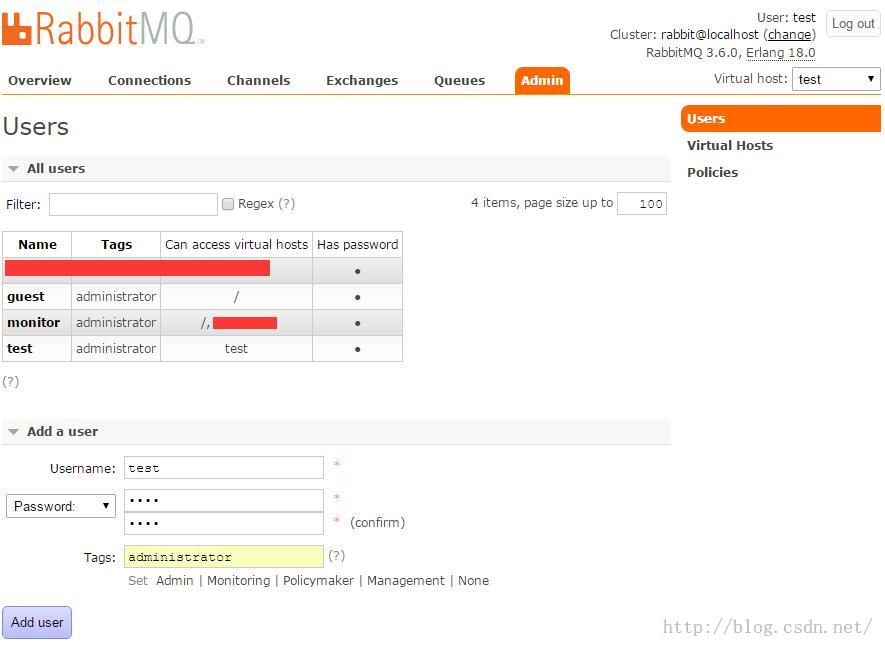 RabbitMQ™
User: test
Log out
Cluster: rabbit@localhost (change)
RabbitMQ 3.6.0, Erlang 18.0
Overview Connections Channels Exchanges Queues Admin
Virtual host: test
Users
Users
Virtual Hosts
Policies
All users
Filter: Regex (?) 4 items, page size up to 100
Name Tags Can access virtual hosts Has password
•
guest administrator / •
monitor administrator /, •
test administrator test •
(?)
Add a user
Username: test *
Password: •••• *
•••• * (confirm)
Tags: administrator (?)
Set Admin | Monitoring | Policymaker | Management | None
Add user
http://blog.csdn.net/